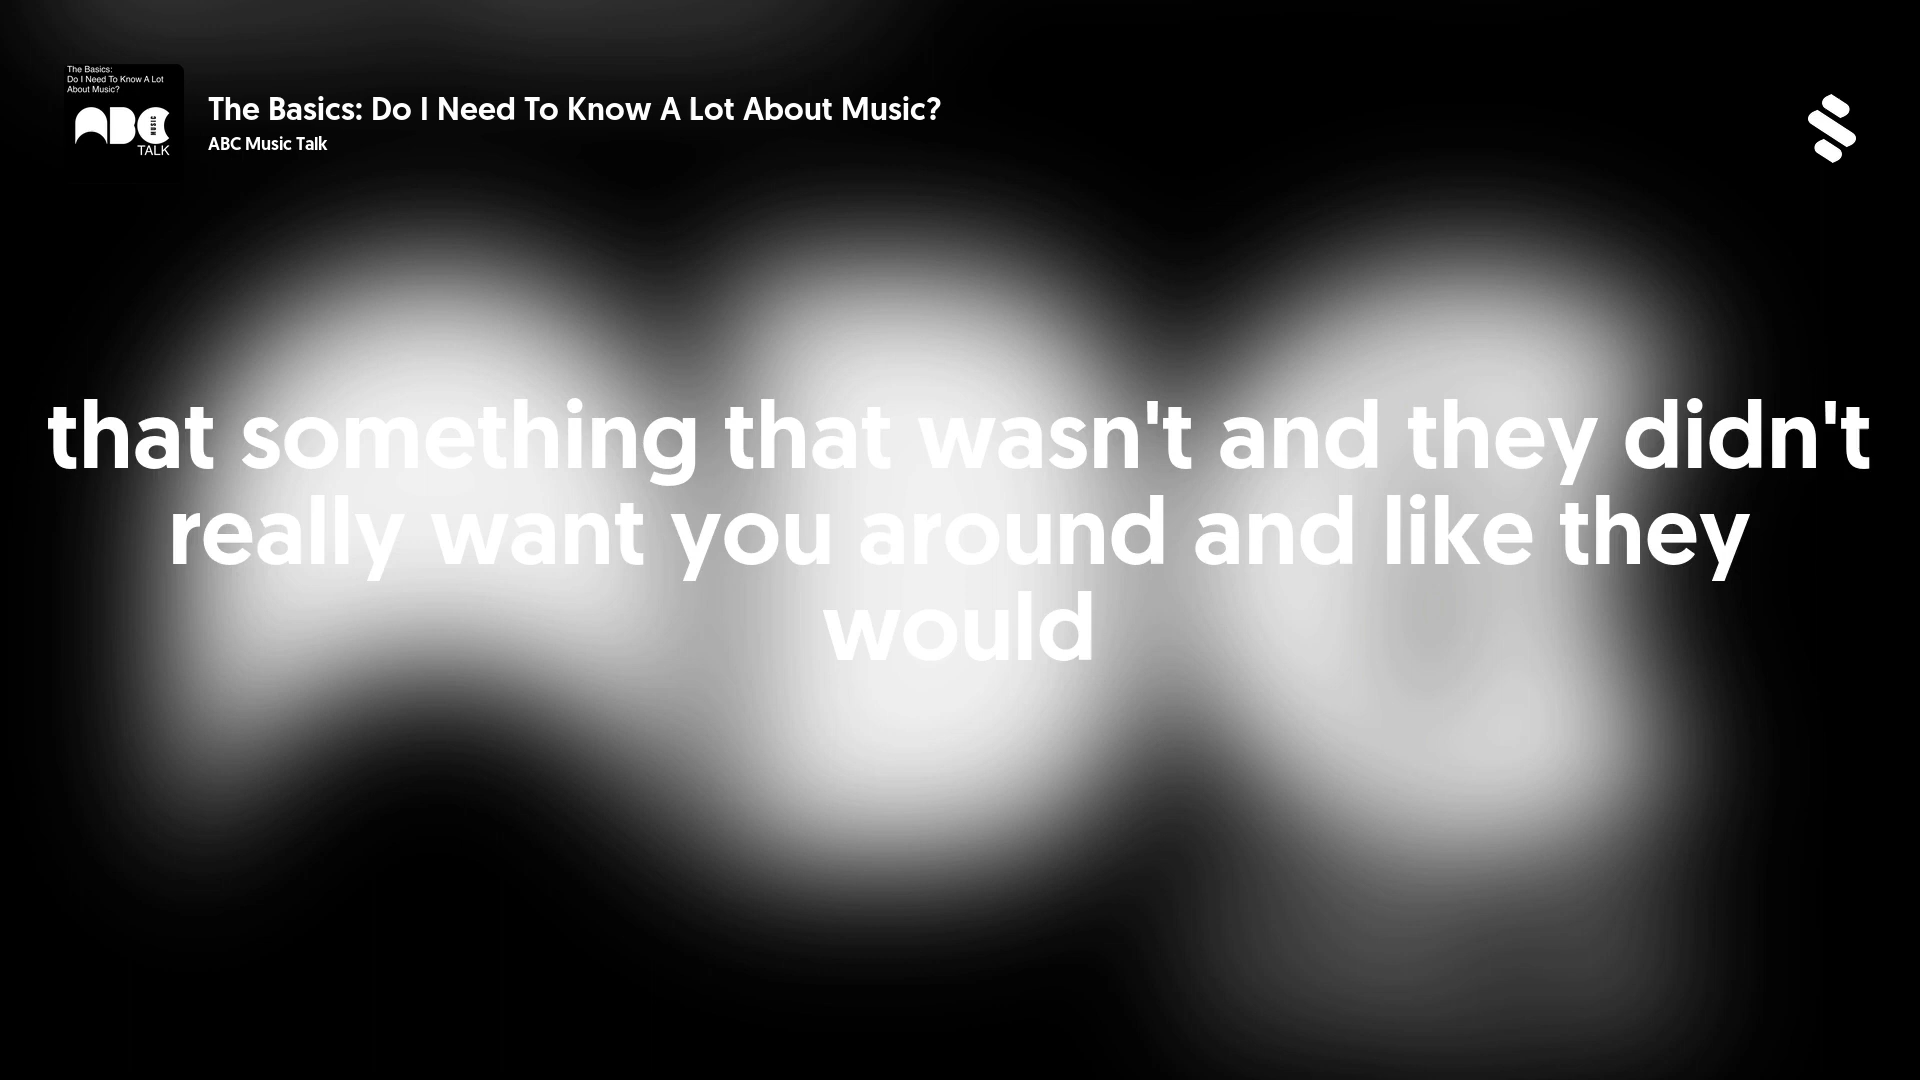 The Basics:
Do I Need To Know A Lot
About Music?
ABC MUSIC
TALK
The Basics: Do I Need To Know A Lot About Music?
ABC Music Talk
that something that wasn't and they didn't
really want you around and like they
would